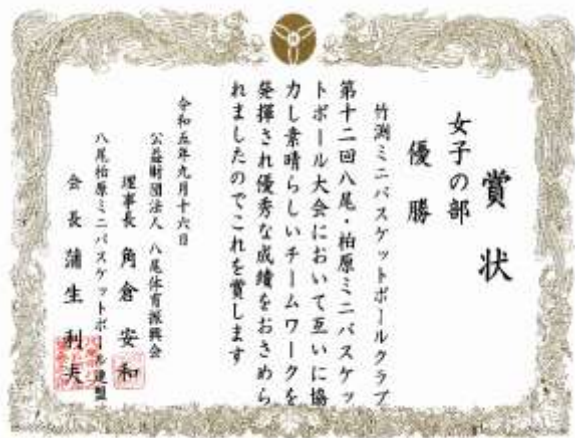 賞状
女子の部
優勝
竹渕ミニバスケットボールクラブ
第十二回八尾・柏原ミニバスケッ
トボール大会において互いに協
力し素晴らしいチームワークを
発揮され優秀な成績をおさめら
れましたのでこれを賞します
令和五年九月十六日
公益財団法人 八尾体育振興会
理事長 角倉安和
八尾柏原ミニバスケットボール連盟
会長 蒲生利夫